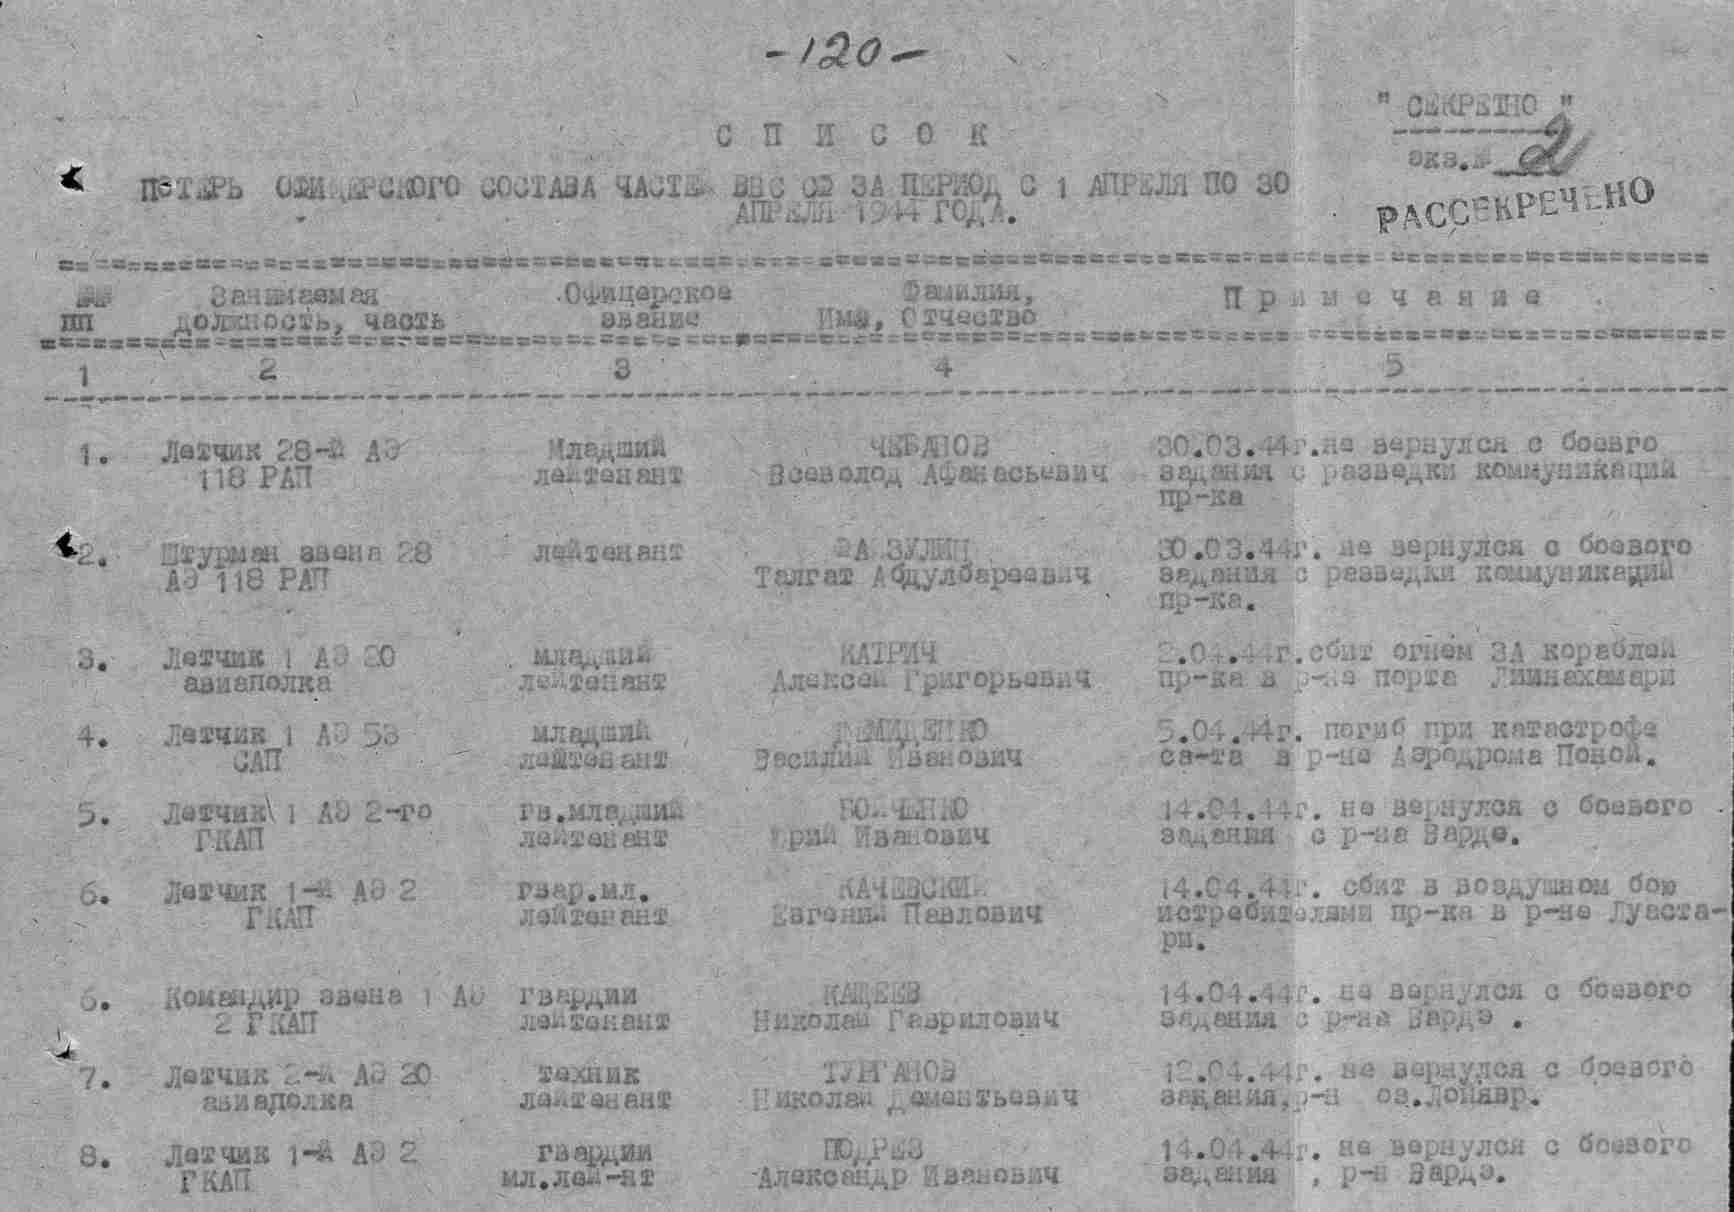 -120-
" СЕКРЕТНО "
С П И С О К
экз.№ 2
ПОТЕРЬ ОФИЦЕРСКОГО СОСТАВА ЧАСТЕЙ ВВС СФ ЗА ПЕРИОД С 1 АПРЕЛЯ ПО 30
АПРЕЛЯ 1944 ГОДА.
РАССЕКРЕЧЕНО
№№ Занимаемая Офицерское Фамилия, П р и м е ч а н и е
пп должность, часть звание Имя, Отчество
1 2 3 4 5
1. Летчик 28-й АЭ Младший ЧЕБАНОВ 30.03.44г.не вернулся с боевго
118 РАП лейтенант Всеволод Афанасьевич задания с разведки коммуникаций
пр-ка
2. Штурман звена 28 лейтенант 30.03.44г. не вернулся с боевого
АЭ 118 РАП Талгат Абдулбареевич задания с разведки коммуникаций
пр-ка.
3. Летчик 1 АЭ 20 младший КАТРИЧ 2.04.44г.сбит огнем ЗА кораблей
авиаполка лейтенант Алексей Григорьевич пр-ка в р-не порта Лиинахамари
4. Летчик 1 АЭ 53 младший ДЕМИДЕНКО 5.04.44г. погиб при катастрофе
САП лейтенант Василий Иванович са-та в р-не Аэродрома Поной.
5. Летчик 1 АЭ 2-го гв.младший БОЙЧЕНКО 14.04.44г. не вернулся с боевого
ГКАП лейтенант Юрий Иванович задания с р-на Вардэ.
6. Летчик 1-й АЭ 2 гвар.мл. КАЧЕВСКИЙ 14.04.44г. сбит в воздушном бою
ГКАП лейтенант Евгений Павлович истребителями пр-ка в р-не Луаста-
ри.
6. Командир звена 1 АЭ гвардии КАЩЕЕВ 14.04.44г. не вернулся с боевого
2 ГКАП лейтенант Николай Гаврилович задания с р-на Вардэ .
7. Летчик 2-й АЭ 20 техник ТУРГАНОВ 12.04.44г. не вернулся с боевого
авиаполка лейтенант Николай Дементьевич задания,р-н оз.Лояявр.
8. Летчик 1-й АЭ 2 гвардии ПОДРЕЗ 14.04.44г. не вернулся с боевого
ГКАП мл.лей-нт Александр Иванович задания , р-н Вардэ.